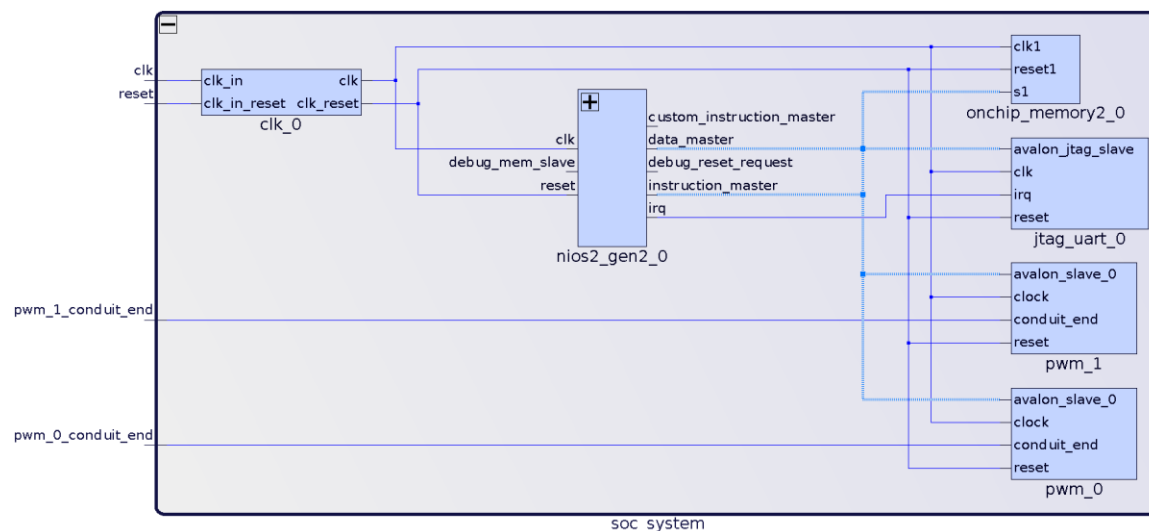 clk
reset
clk_in clk
clk_in_reset clk_reset
clk_0
custom_instruction_master
clk data_master
debug_mem_slave debug_reset_request
reset instruction_master
irq
nios2_gen2_0
clk1
reset1
s1
onchip_memory2_0
avalon_jtag_slave
clk
irq
reset
jtag_uart_0
pwm_1_conduit_end
avalon_slave_0
clock
conduit_end
reset
pwm_1
pwm_0_conduit_end
avalon_slave_0
clock
conduit_end
reset
pwm_0
soc_system